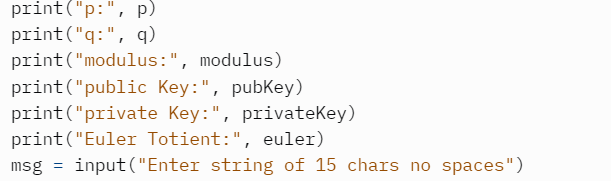 print("p:", p)
print("q:", q)
print("modulus:", modulus)
print("public Key:", pubKey)
print("private Key:", privateKey)
print("Euler Totient:", euler)
msg = input("Enter string of 15 chars no spaces")